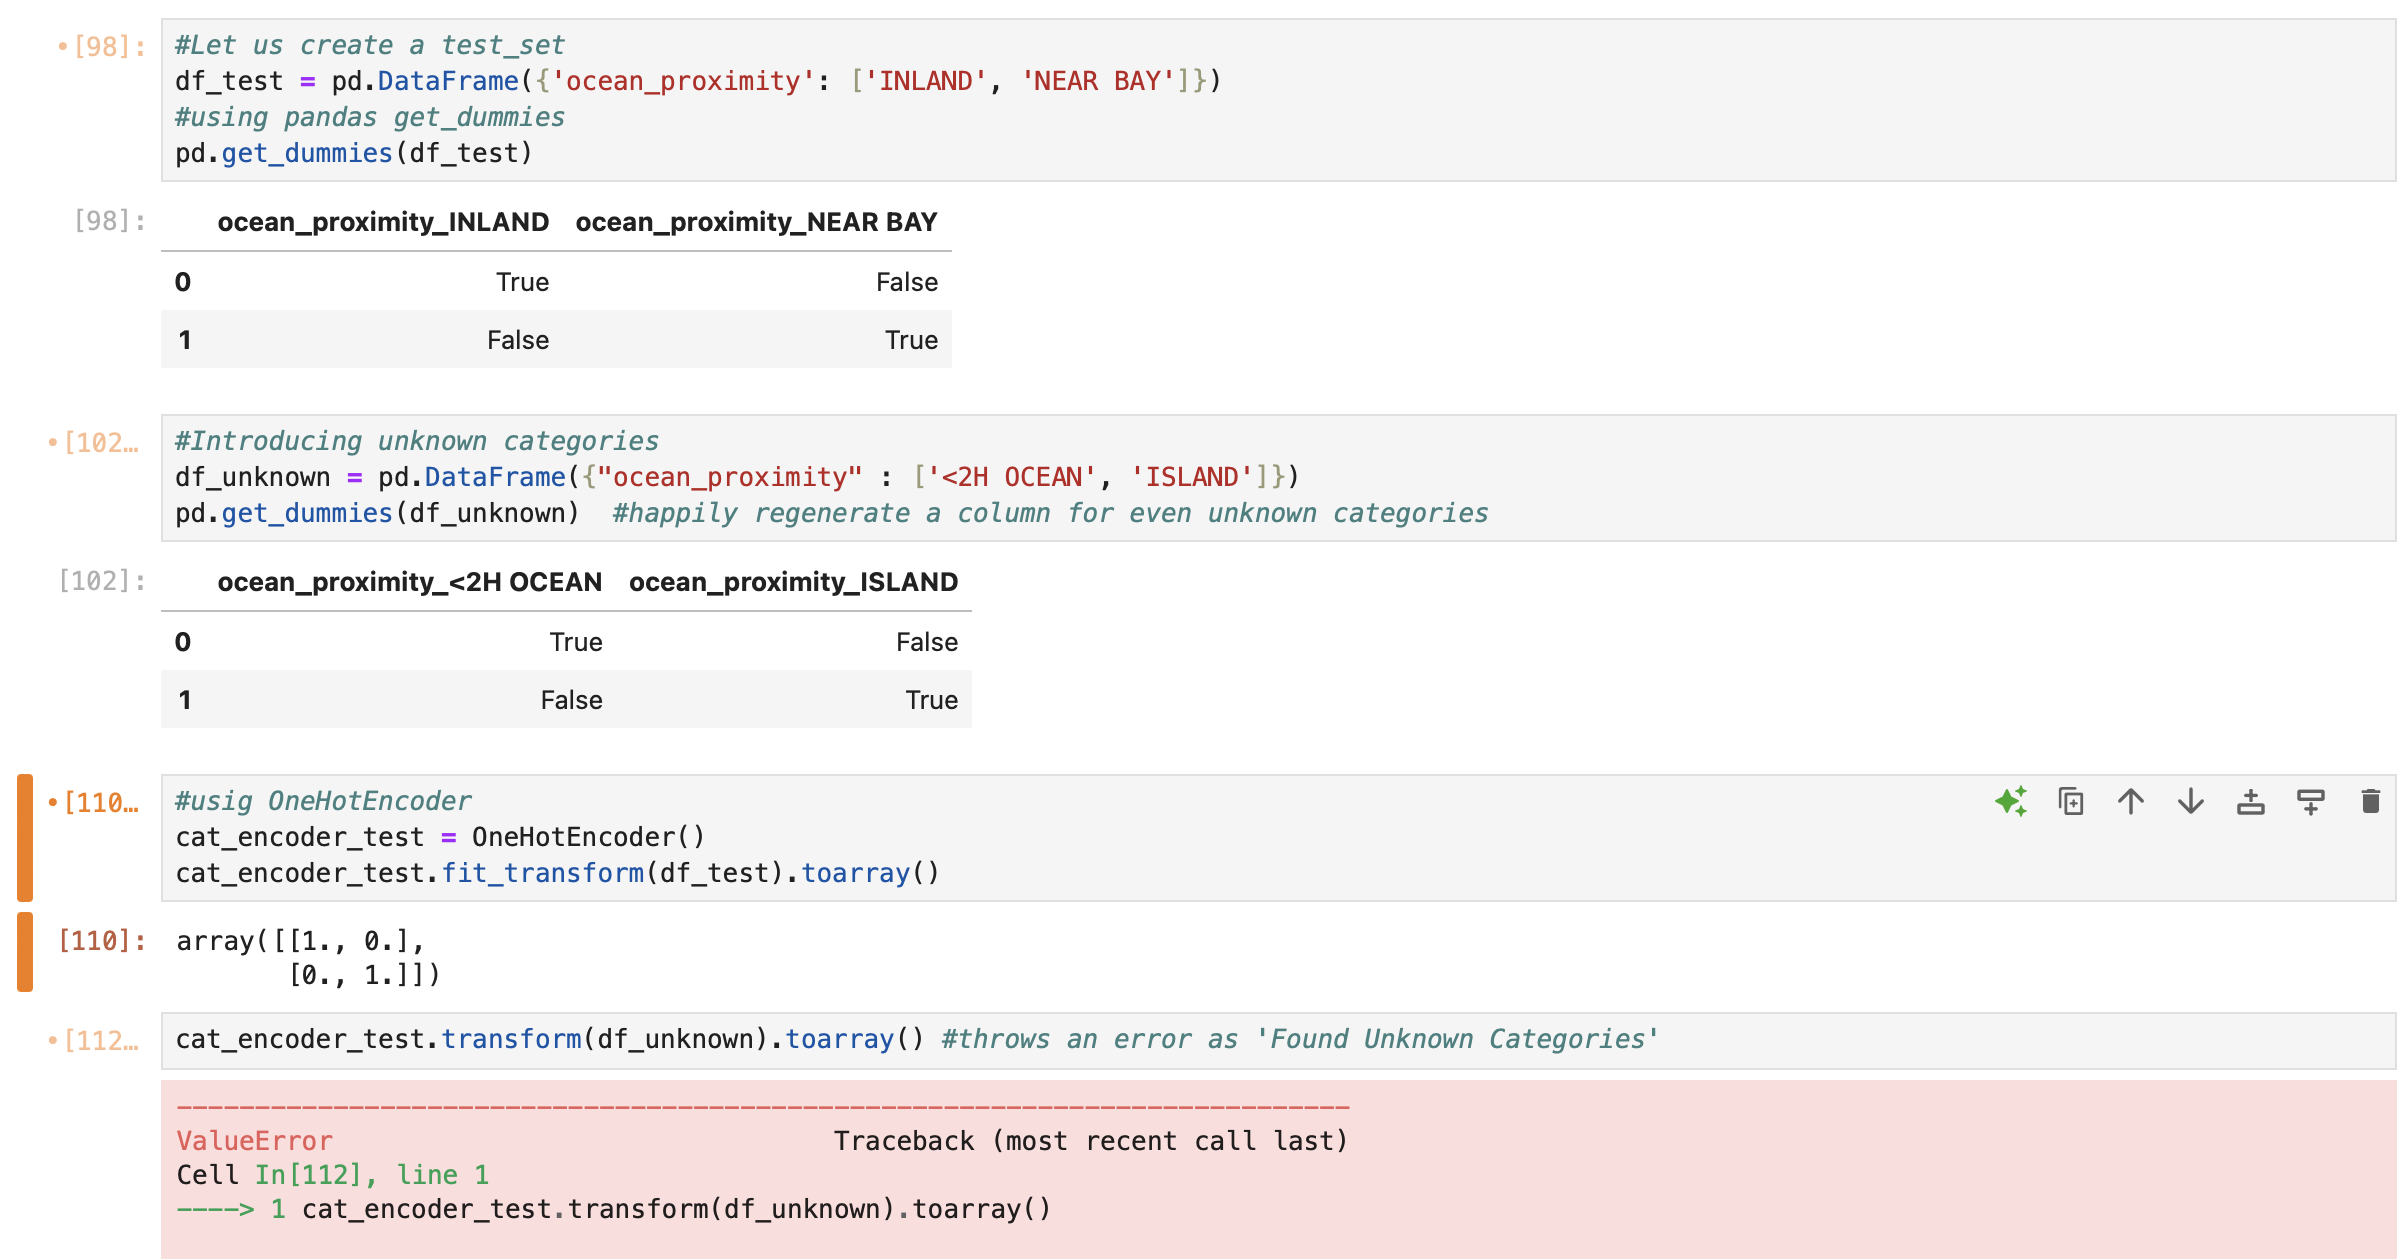 •[98]:
#Let us create a test_set
df_test = pd.DataFrame({'ocean_proximity': ['INLAND', 'NEAR BAY']})
#using pandas get_dummies
pd.get_dummies(df_test)
[98]:
ocean_proximity_INLAND ocean_proximity_NEAR BAY
0 True False
1 False True
•[102…
#Introducing unknown categories
df_unknown = pd.DataFrame({"ocean_proximity" : ['<2H OCEAN', 'ISLAND']})
pd.get_dummies(df_unknown)  #happily regenerate a column for even unknown categories
[102]:
ocean_proximity_<2H OCEAN ocean_proximity_ISLAND
0 True False
1 False True
•[110…
#usig OneHotEncoder
cat_encoder_test = OneHotEncoder()
cat_encoder_test.fit_transform(df_test).toarray()
[110]:
array([[1., 0.],
       [0., 1.]])
•[112…
cat_encoder_test.transform(df_unknown).toarray() #throws an error as 'Found Unknown Categories'
---------------------------------------------------------------------------
ValueError                                Traceback (most recent call last)
Cell In[112], line 1
----> 1 cat_encoder_test.transform(df_unknown).toarray()